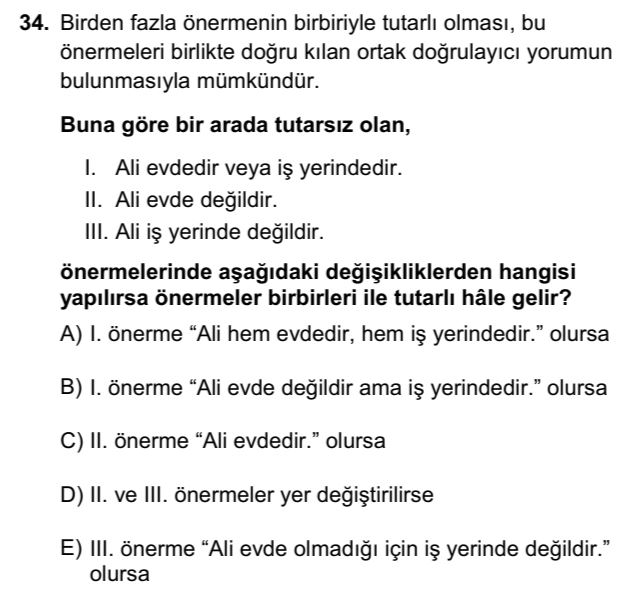 34. Birden fazla önermenin birbiriyle tutarlı olması, bu
önermeleri birlikte doğru kılan ortak doğrulayıcı yorumun
bulunmasıyla mümkündür.
Buna göre bir arada tutarsız olan,
I. Ali evdedir veya iş yerindedir.
II. Ali evde değildir.
III. Ali iş yerinde değildir.
önermelerinde aşağıdaki değişikliklerden hangisi
yapılırsa önermeler birbirleri ile tutarlı hâle gelir?
A) I. önerme “Ali hem evdedir, hem iş yerindedir.” olursa
B) I. önerme “Ali evde değildir ama iş yerindedir.” olursa
C) II. önerme “Ali evdedir.” olursa
D) II. ve III. önermeler yer değiştirilirse
E) III. önerme “Ali evde olmadığı için iş yerinde değildir.”
olursa